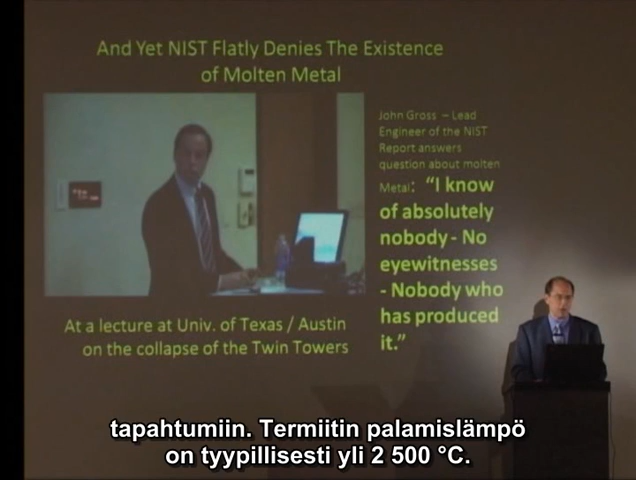 And Yet NIST Flatly Denies The Existence
of Molten Metal
John Gross – Lead
Engineer of the NIST
Report answers
question about molten
Metal: “I know
of absolutely
nobody - No
eyewitnesses
- Nobody who
has produced
it.”
At a lecture at Univ. of Texas / Austin
on the collapse of the Twin Towers
tapahtumiin. Termiitin palamislämpö
on tyypillisesti yli 2 500 °C.